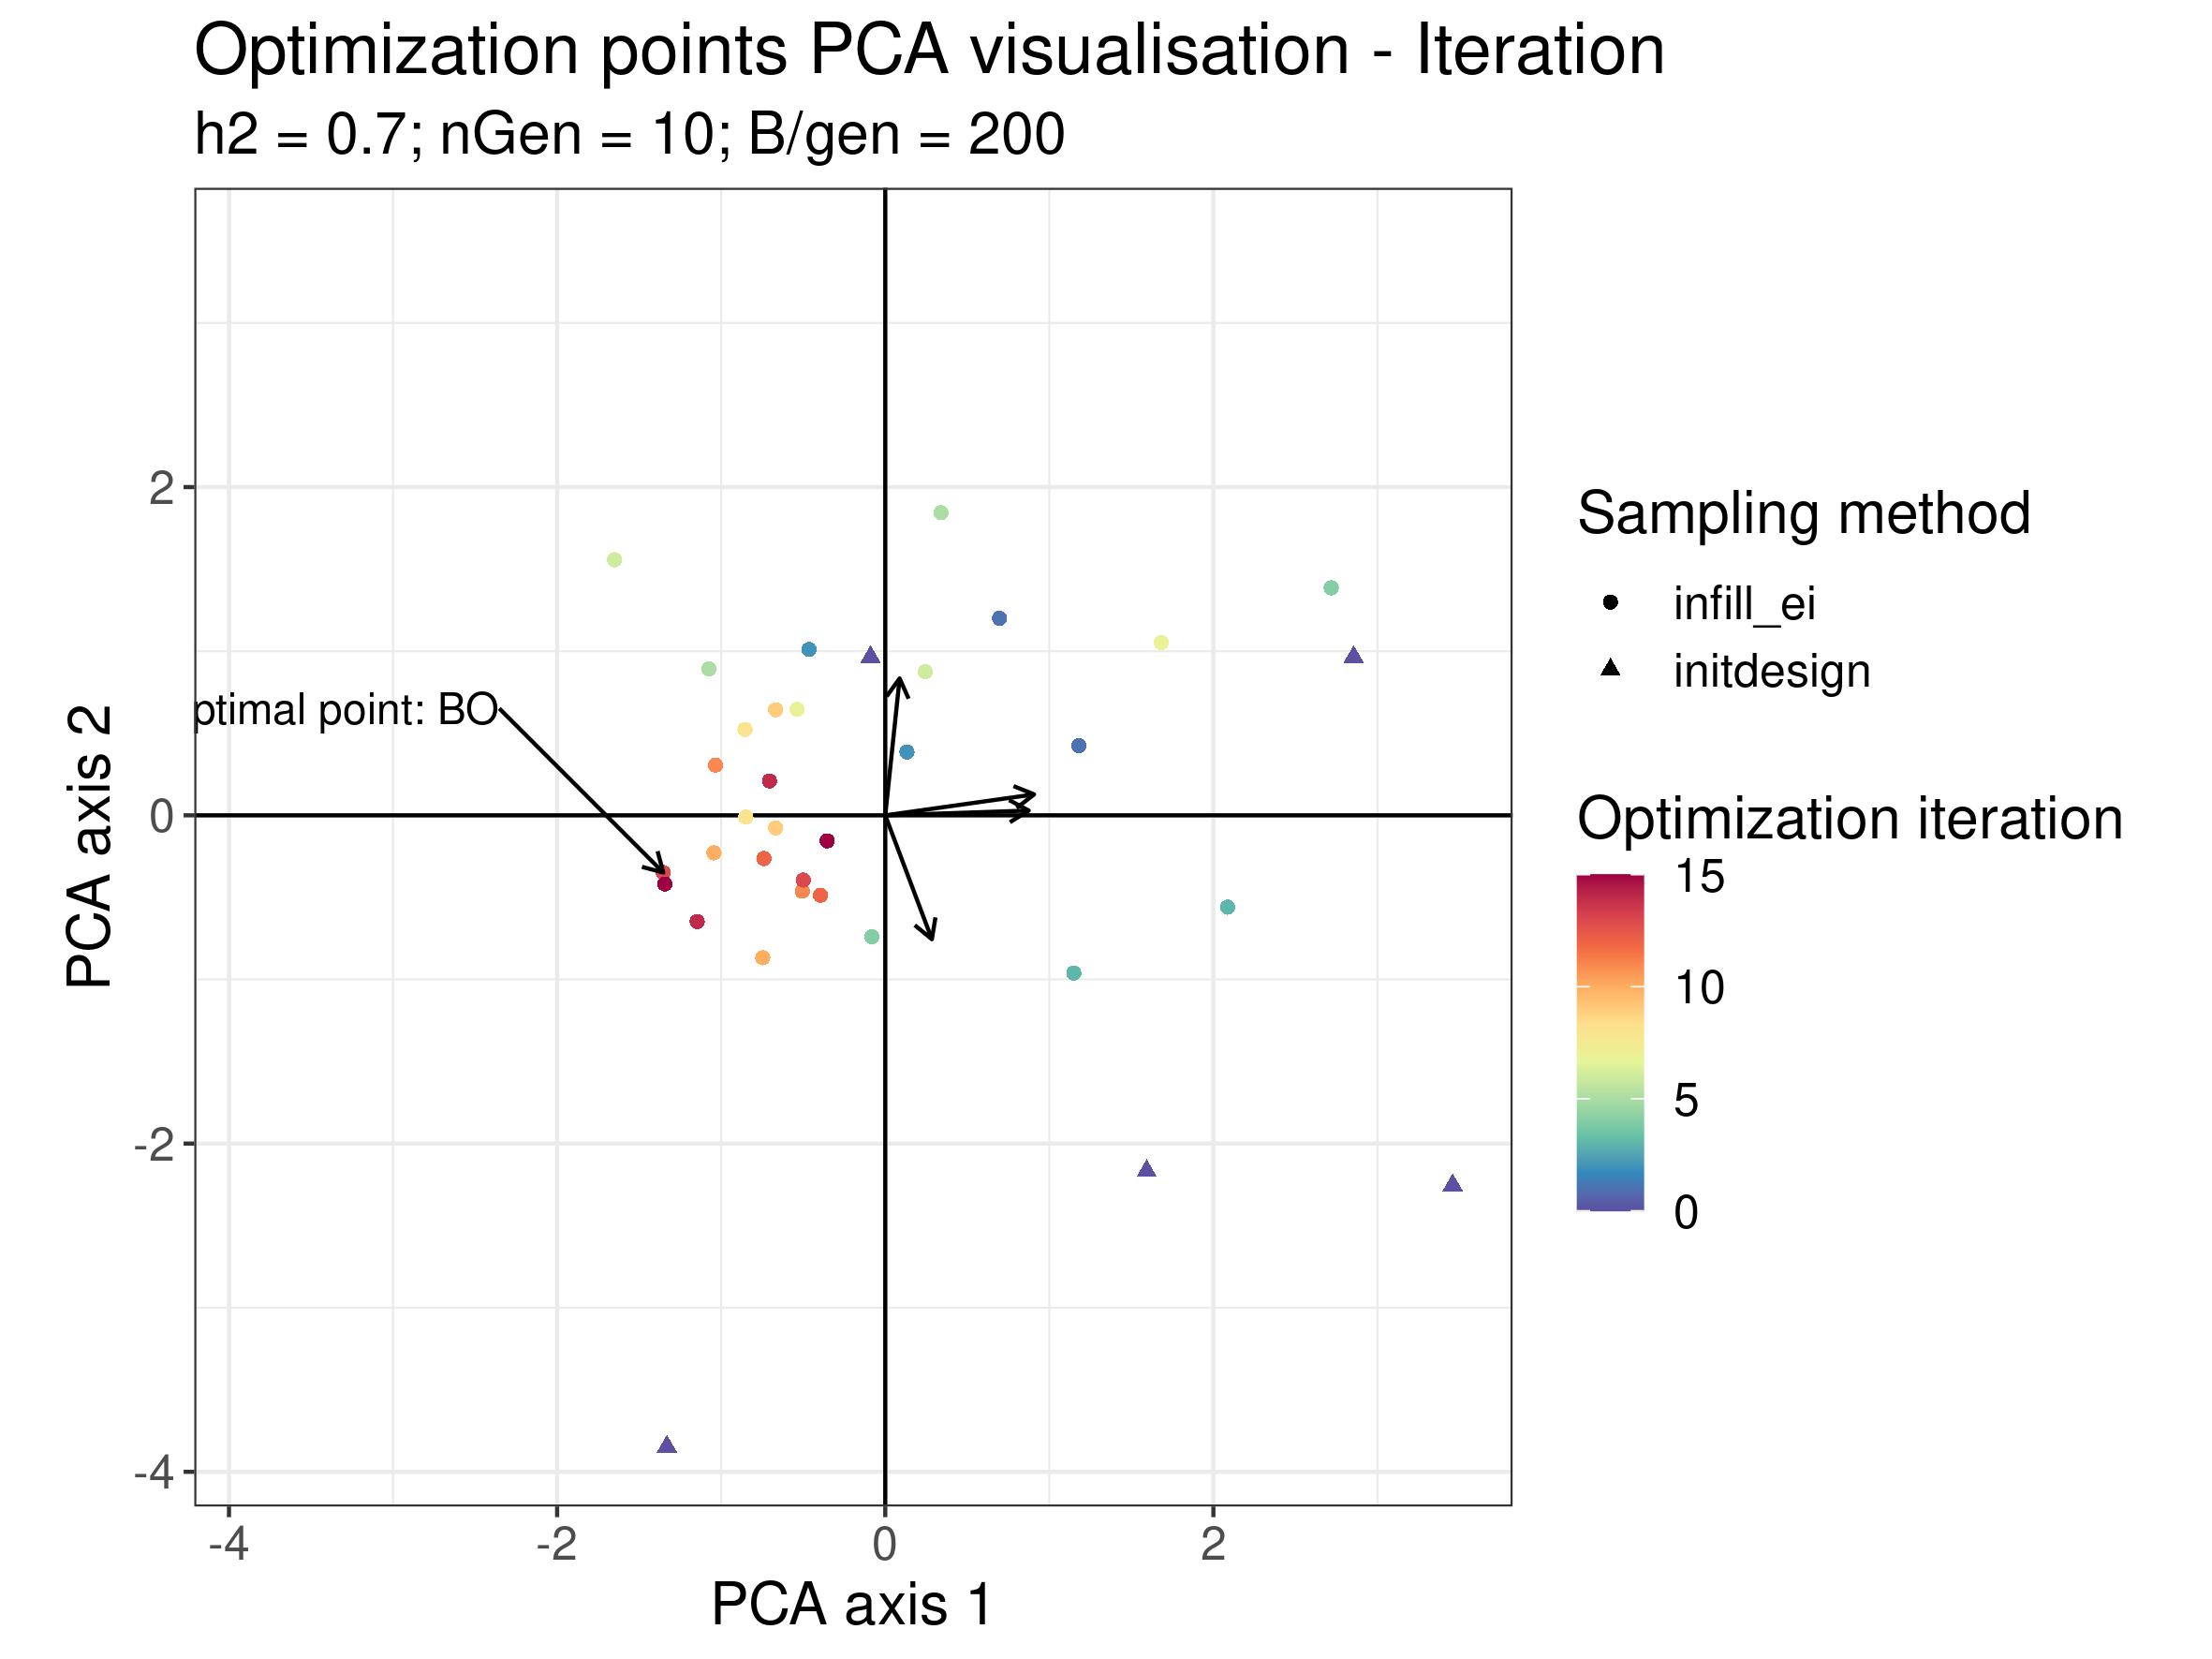 Optimization points PCA visualisation - Iteration
h2 = 0.7; nGen = 10; B/gen = 200
2
0
-2
-4
PCA axis 2
ptimal point: BO
-4
-2
0
2
PCA axis 1
Sampling method
infill_ei
initdesign
Optimization iteration
15
10
5
0